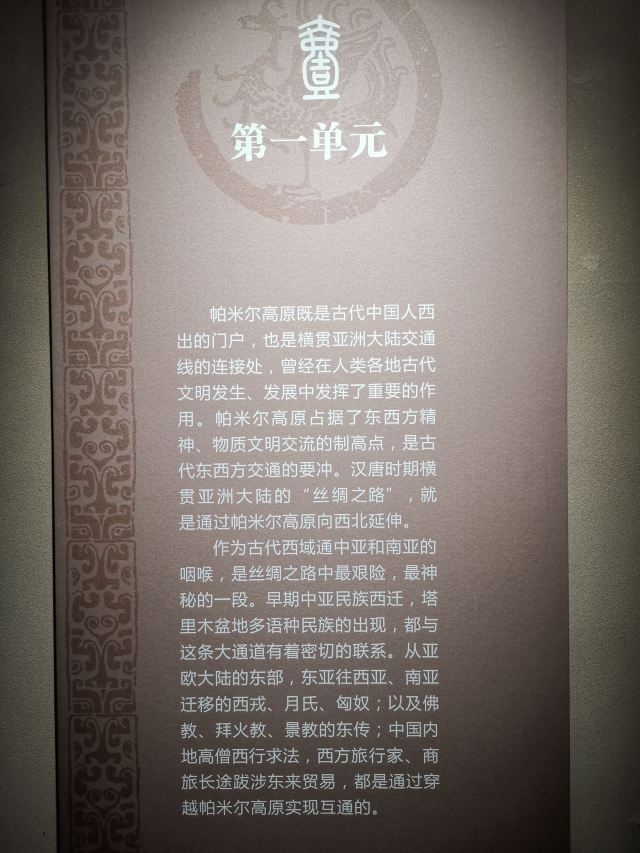 壹
第一单元
帕米尔高原既是古代中国人西
出的门户，也是横贯亚洲大陆交通
线的连接处，曾经在人类各地古代
文明发生、发展中发挥了重要的作
用。帕米尔高原占据了东西方精
神、物质文明交流的制高点，是古
代东西方交通的要冲。汉唐时期横
贯亚洲大陆的“丝绸之路”，就
是通过帕米尔高原向西北延伸。
作为古代西域通中亚和南亚的
咽喉，是丝绸之路中最艰险，最神
秘的一段。早期中亚民族西迁，塔
里木盆地多语种民族的出现，都与
这条大通道有着密切的联系。从亚
欧大陆的东部，东亚往西亚、南亚
迁移的西戎、月氏、匈奴；以及佛
教、拜火教、景教的东传；中国内
地高僧西行求法，西方旅行家、商
旅长途跋涉东来贸易，都是通过穿
越帕米尔高原实现互通的。